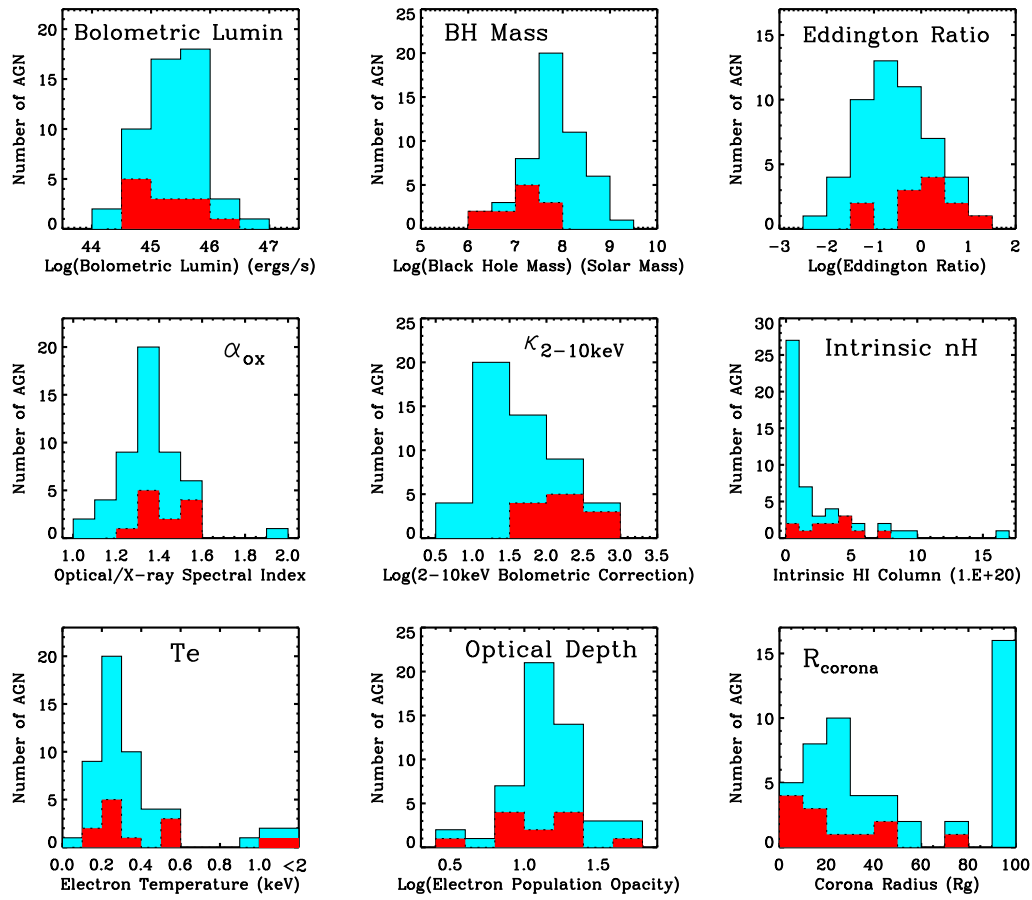 Bolometric Lumin
Number of AGN
20
15
10
5
0
44 45 46 47
Log(Bolometric Lumin) (ergs/s)
BH Mass
Number of AGN
25
20
15
10
5
0
5 6 7 8 9 10
Log(Black Hole Mass) (Solar Mass)
Eddington Ratio
Number of AGN
15
10
5
0
−3 −2 −1 0 1 2
Log(Eddington Ratio)
αox
Number of AGN
20
15
10
5
0
1.0 1.2 1.4 1.6 1.8 2.0
Optical/X-ray Spectral Index
κ2−10keV
Number of AGN
25
20
15
10
5
0
0.5 1.0 1.5 2.0 2.5 3.0 3.5
Log(2−10keV Bolometric Correction)
Intrinsic nH
Number of AGN
30
25
20
15
10
5
0
0 5 10 15
Intrinsic HI Column (1.E+20)
Te
Number of AGN
20
15
10
5
0
0.0 0.2 0.4 0.6 0.8 1.0 <2
Electron Temperature (keV)
Optical Depth
Number of AGN
25
20
15
10
5
0
0.5 1.0 1.5
Log(Electron Population Opacity)
Rcorona
Number of AGN
15
10
5
0
0 20 40 60 80 100
Corona Radius (Rg)